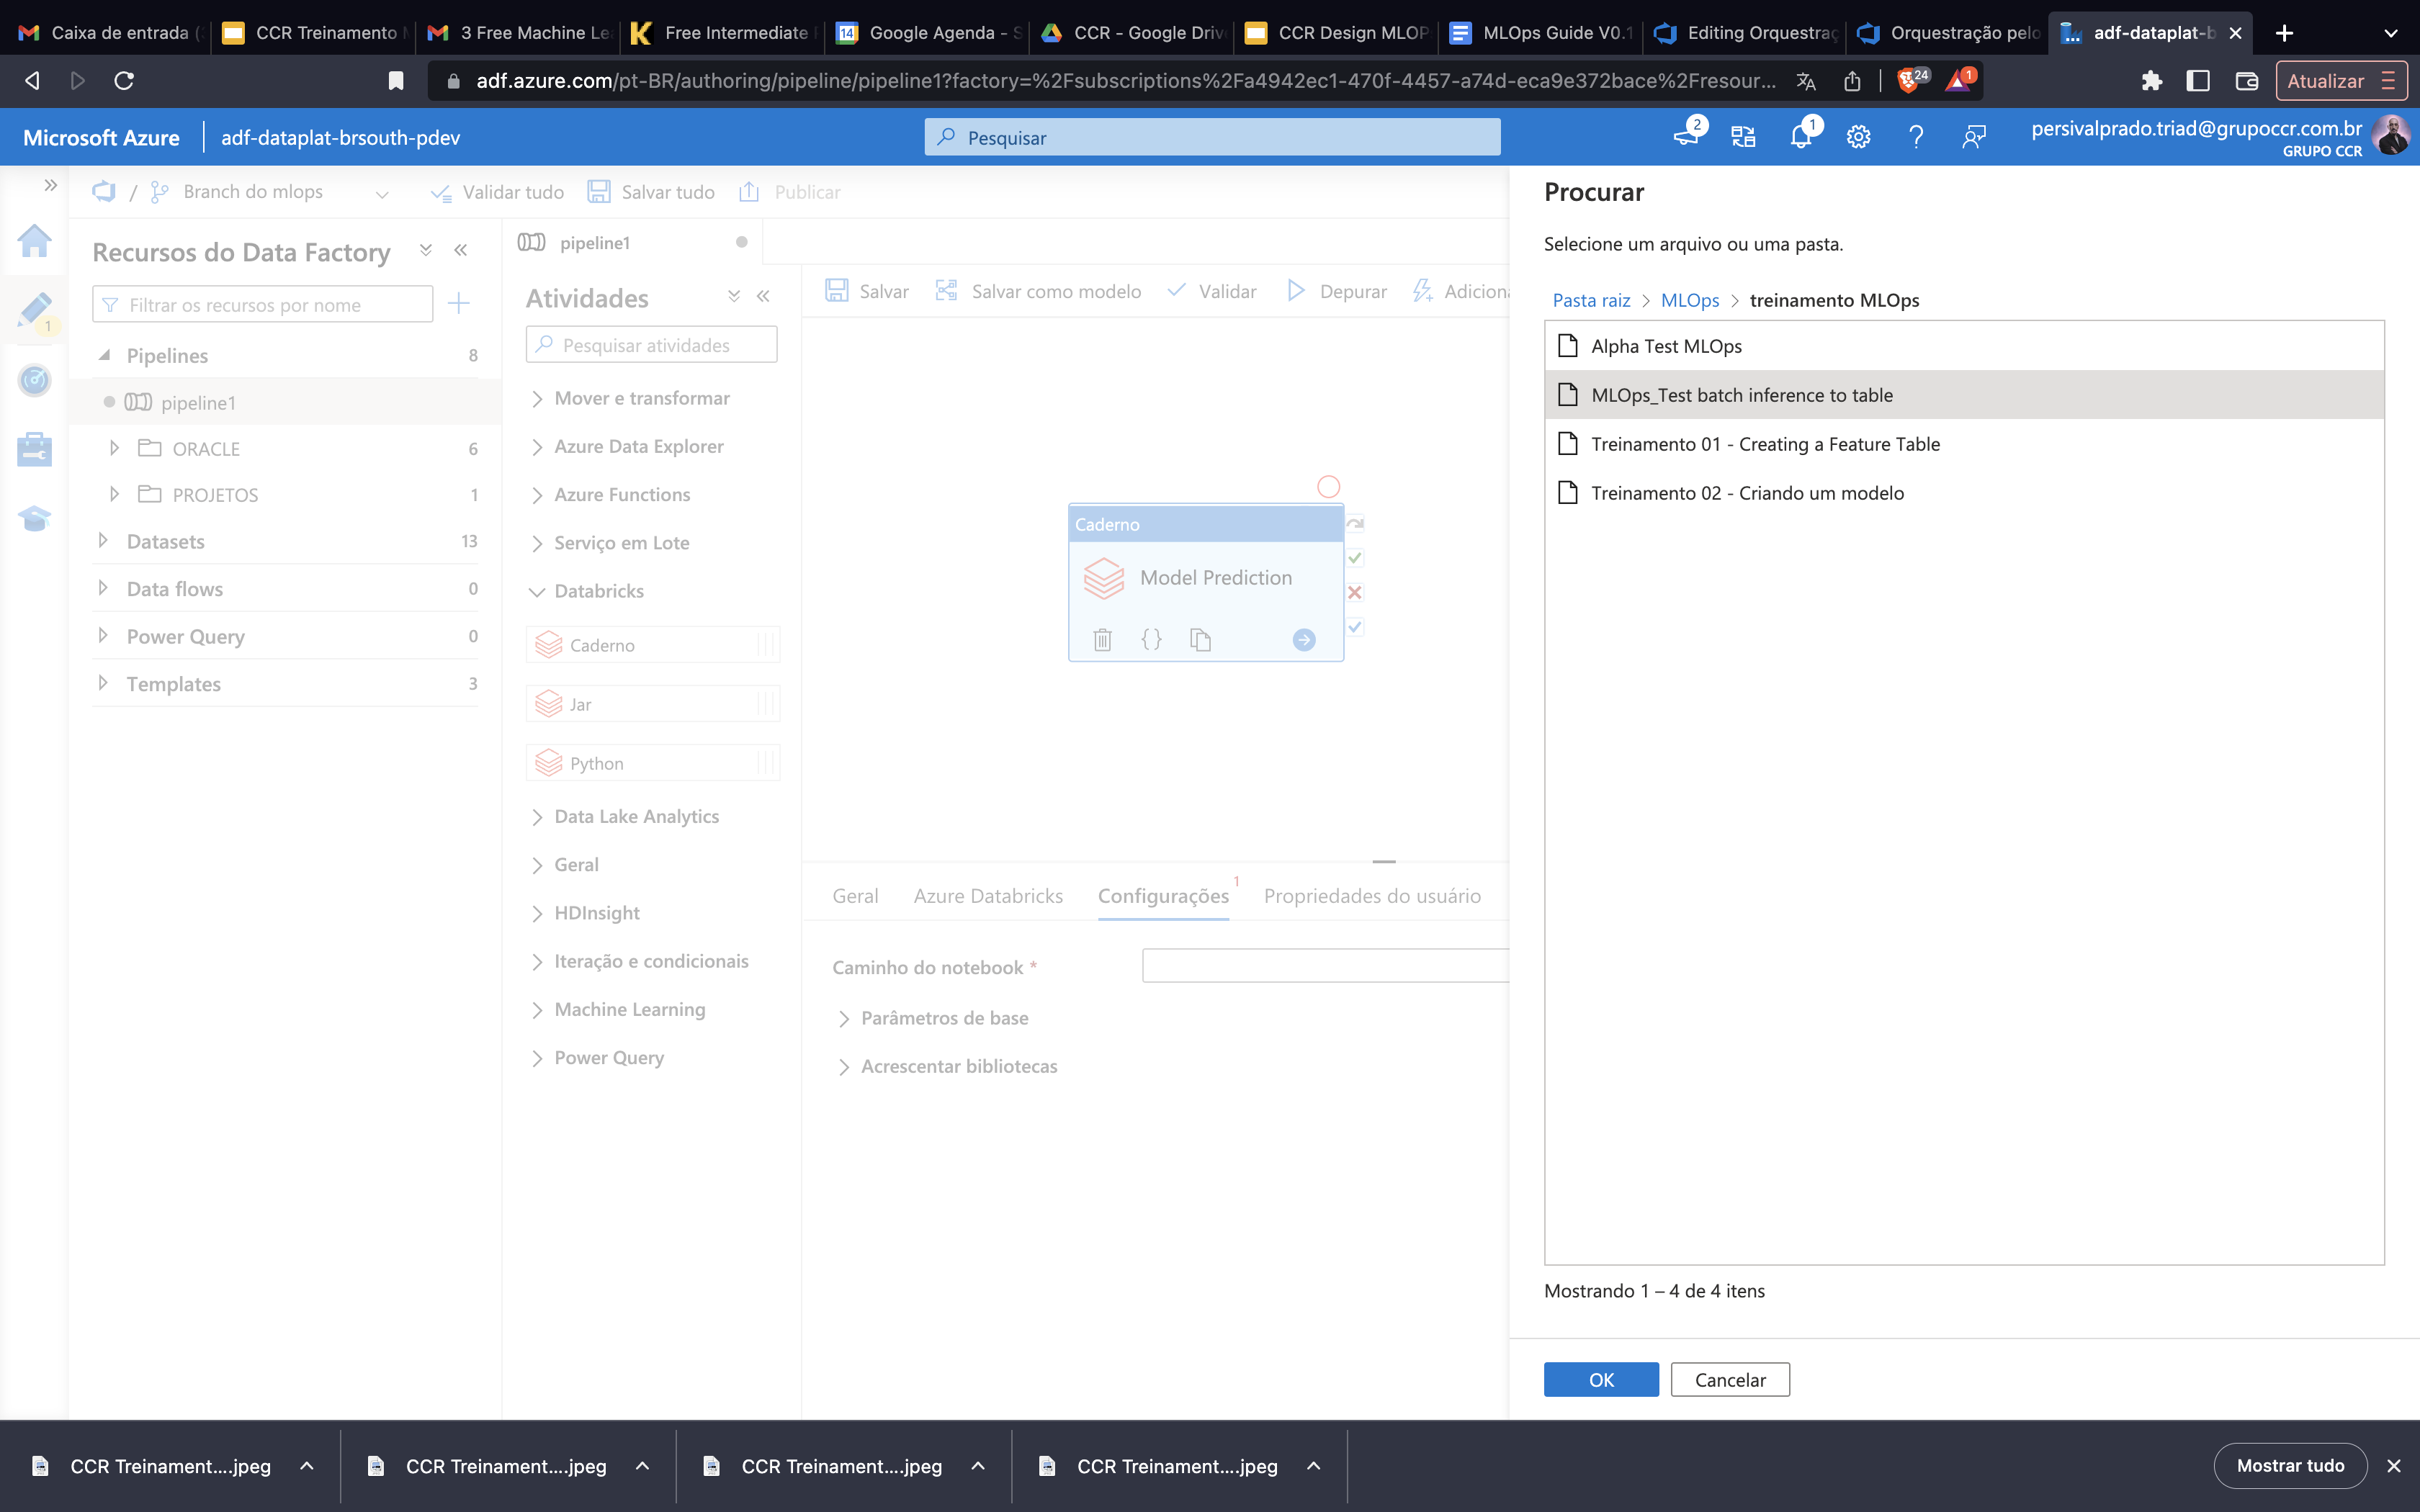 Caixa de entrada (
CCR Treinamento M
3 Free Machine Le
Free Intermediate
14
Google Agenda - S
CCR - Google Driv
CCR Design MLOP
MLOps Guide V0.1
Editing Orquestraç
Orquestração pelo
adf-dataplat-b
adf.azure.com/pt-BR/authoring/pipeline/pipeline1?factory=%2Fsubscriptions%2Fa4942ec1-470f-4457-a74d-eca9e372bace%2Fresour...
24
1
Atualizar
Microsoft Azure
adf-dataplat-brsouth-pdev
Pesquisar
2
1
persivalprado.triad@grupoccr.com.br
GRUPO CCR
/
Branch do mlops
Validar tudo
Salvar tudo
Publicar
1
Recursos do Data Factory
Filtrar os recursos por nome
Pipelines
8
pipeline1
ORACLE
6
PROJETOS
1
Datasets
13
Data flows
0
Power Query
0
Templates
3
pipeline1
Atividades
Pesquisar atividades
Mover e transformar
Azure Data Explorer
Azure Functions
Serviço em Lote
Databricks
Caderno
Jar
Python
Data Lake Analytics
Geral
HDInsight
Iteração e condicionais
Machine Learning
Power Query
Salvar
Salvar como modelo
Validar
Depurar
Adiciona
Caderno
Model Prediction
{}
Geral
Azure Databricks
Configurações
1
Propriedades do usuário
Caminho do notebook *
Parâmetros de base
Acrescentar bibliotecas
Procurar
Selecione um arquivo ou uma pasta.
Pasta raiz > MLOps > treinamento MLOps
Alpha Test MLOps
MLOps_Test batch inference to table
Treinamento 01 - Creating a Feature Table
Treinamento 02 - Criando um modelo
Mostrando 1 – 4 de 4 itens
OK
Cancelar
CCR Treinament....jpeg
CCR Treinament....jpeg
CCR Treinament....jpeg
CCR Treinament....jpeg
Mostrar tudo